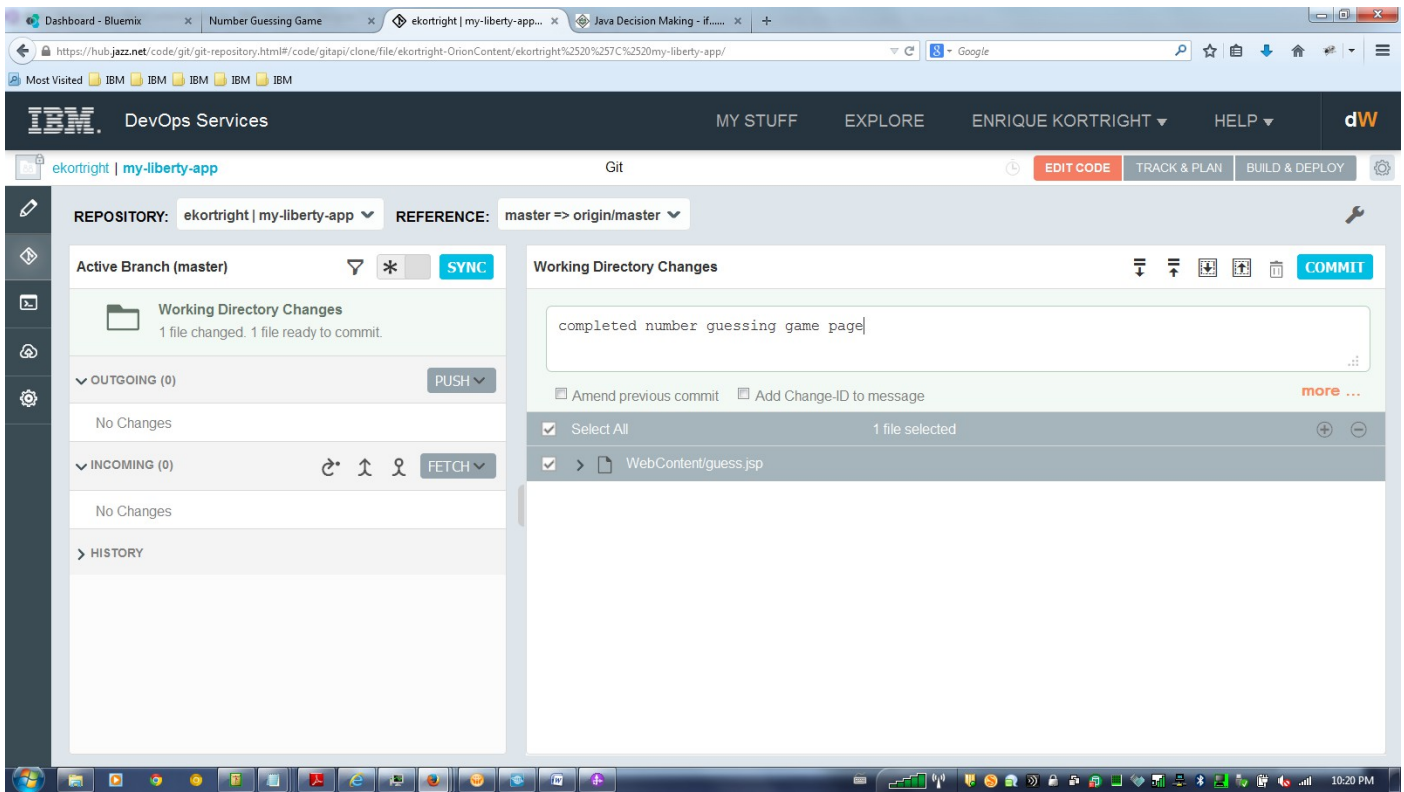 Dashboard - Bluemix
Number Guessing Game
ekortright | my-liberty-app...
Java Decision Making - if......
https://hub.jazz.net/code/git/git-repository.html#/code/gitapi/clone/file/ekortright-OrionContent/ekortright%2520%257C%2520my-liberty-app/
Google
Most Visited IBM IBM IBM IBM IBM
IBM DevOps Services MY STUFF EXPLORE ENRIQUE KORTRIGHT HELP dW
ekortright | my-liberty-app Git EDIT CODE TRACK & PLAN BUILD & DEPLOY
REPOSITORY: ekortright | my-liberty-app REFERENCE: master => origin/master
Active Branch (master) SYNC
Working Directory Changes
1 file changed. 1 file ready to commit.
OUTGOING (0) PUSH
No Changes
INCOMING (0) FETCH
No Changes
HISTORY
Working Directory Changes COMMIT
completed number guessing game page
Amend previous commit Add Change-ID to message more ...
Select All 1 file selected
WebContent/guess.jsp
10:20 PM